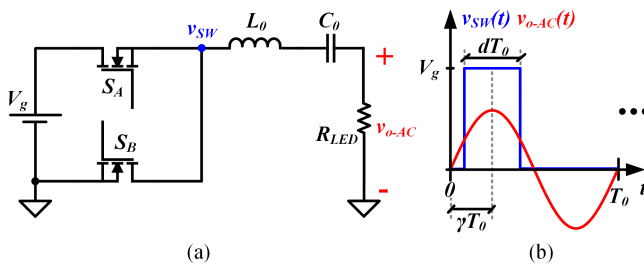 v_SW
L_0
C_0
+
S_A
V_g
S_B
R_LED
v_o-AC
-
(a)
v_SW(t) v_o-AC(t)
dT_0
V_g
...
0
T_0
t
γT_0
(b)